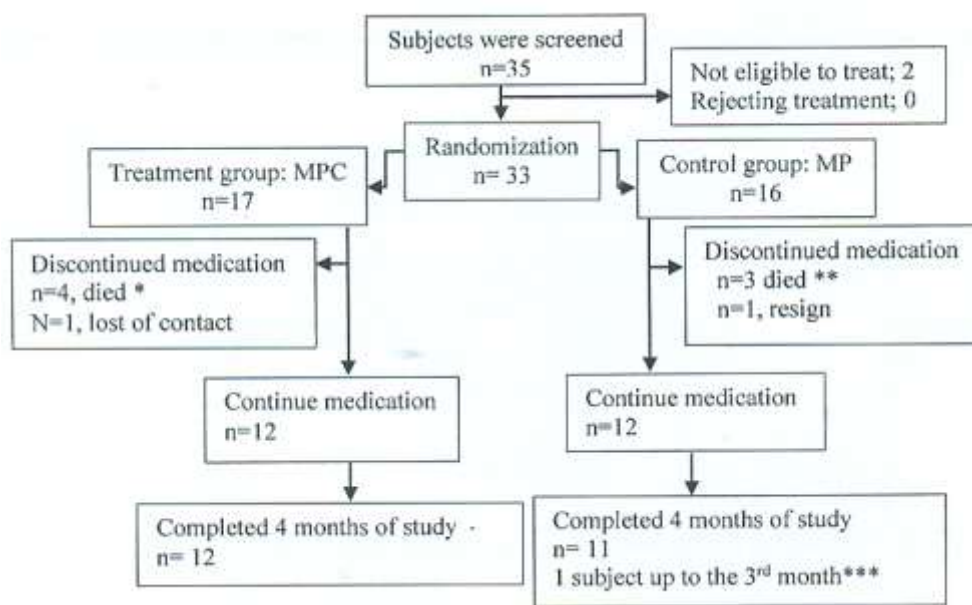 Subjects were screened
n=35
Not eligible to treat; 2
Rejecting treatment; 0
Randomization
n= 33
Treatment group: MPC
n=17
Control group: MP
n=16
Discontinued medication
n=4, died *
N=1, lost of contact
Discontinued medication
n=3 died **
n=1, resign
Continue medication
n=12
Continue medication
n=12
Completed 4 months of study
n= 12
Completed 4 months of study
n= 11
1 subject up to the 3rd month***